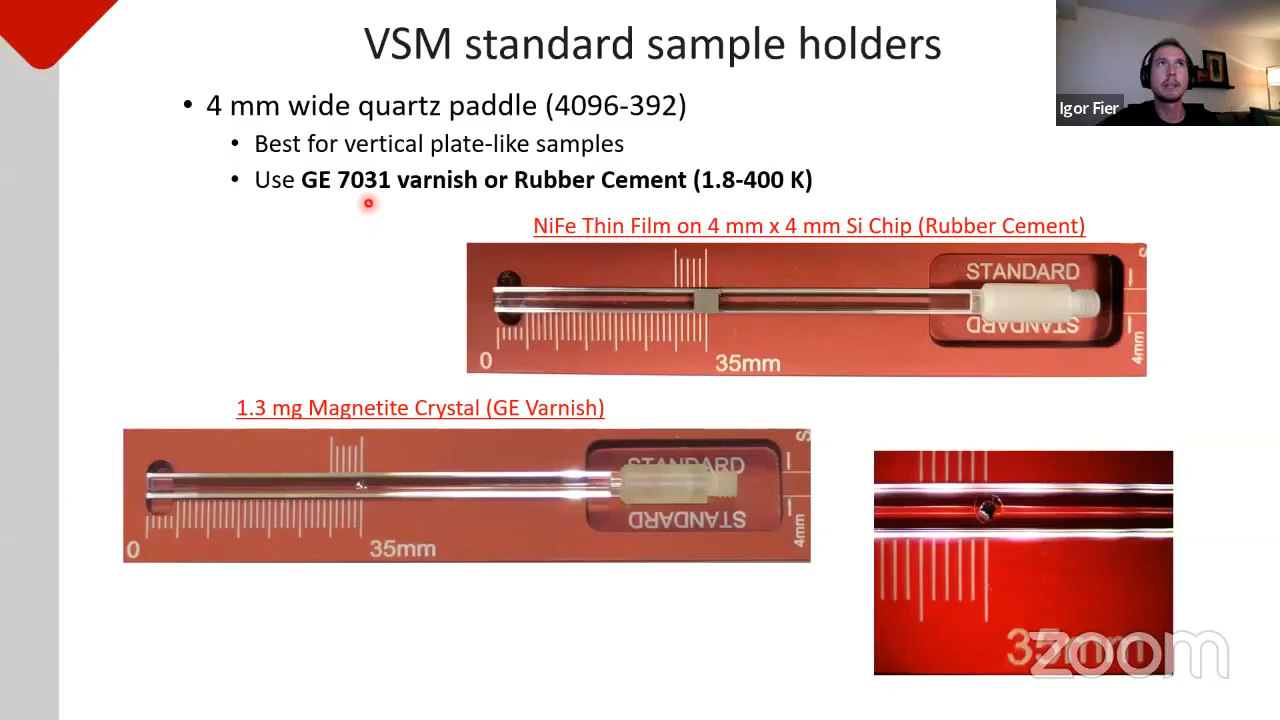 VSM standard sample holders
Igor Fier
• 4 mm wide quartz paddle (4096-392)
• Best for vertical plate-like samples
• Use GE 7031 varnish or Rubber Cement (1.8-400 K)
NiFe Thin Film on 4 mm x 4 mm Si Chip (Rubber Cement)
S
STANDARD
STANDARD
0
35mm
4mm
1.3 mg Magnetite Crystal (GE Varnish)
S
STANDARD
STANDARD
0
35mm
4mm
35mm
zoom